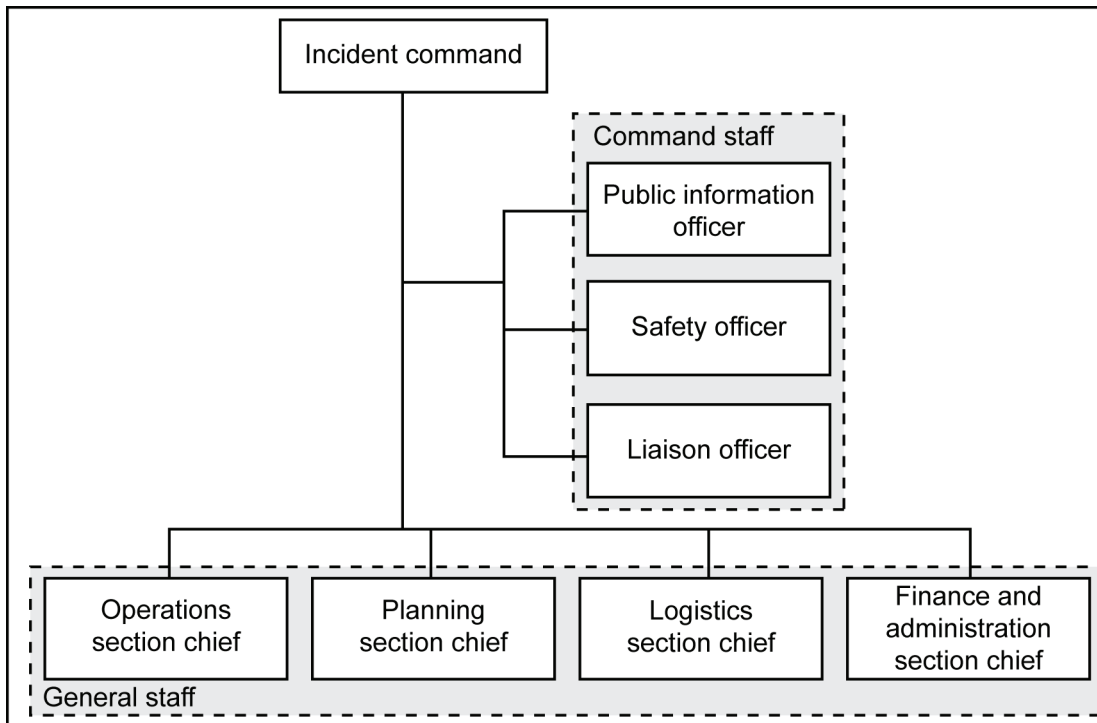 Incident command
Command staff
Public information
officer
Safety officer
Liaison officer
Operations
section chief
Planning
section chief
Logistics
section chief
Finance and
administration
section chief
General staff